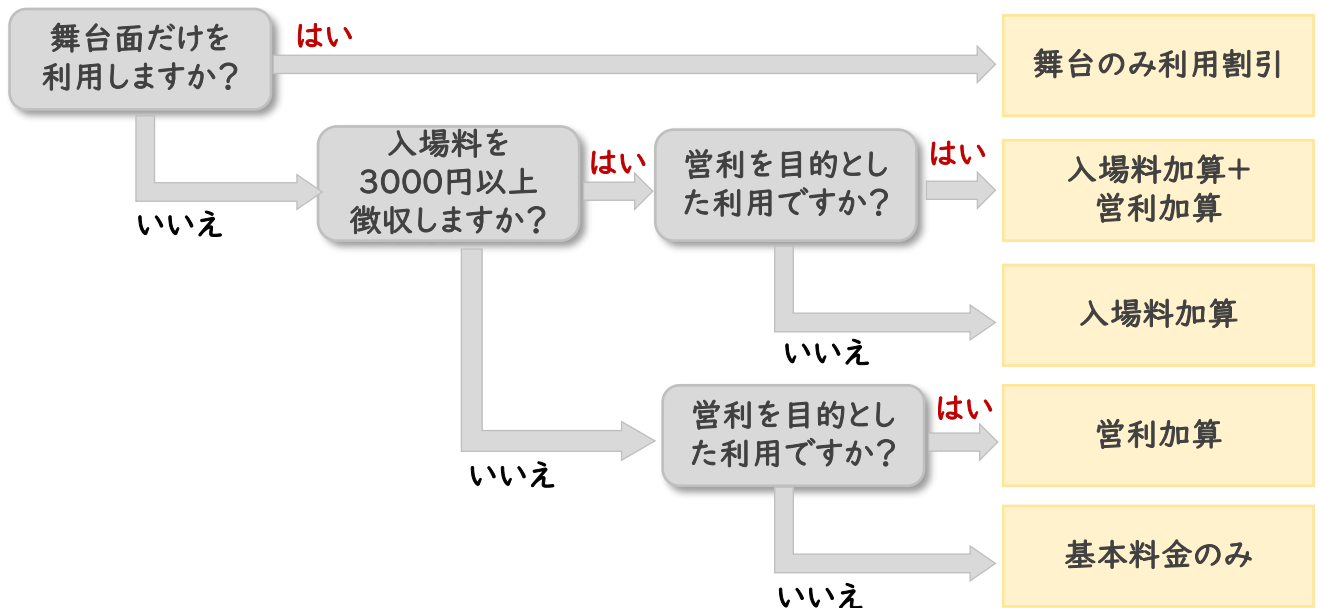 舞台面だけを
利用しますか?
はい
舞台のみ利用割引
いいえ
入場料を
3000円以上
徴収しますか?
はい
営利を目的とし
た利用ですか?
はい
入場料加算+
営利加算
いいえ
入場料加算
いいえ
営利を目的とし
た利用ですか?
はい
営利加算
いいえ
基本料金のみ